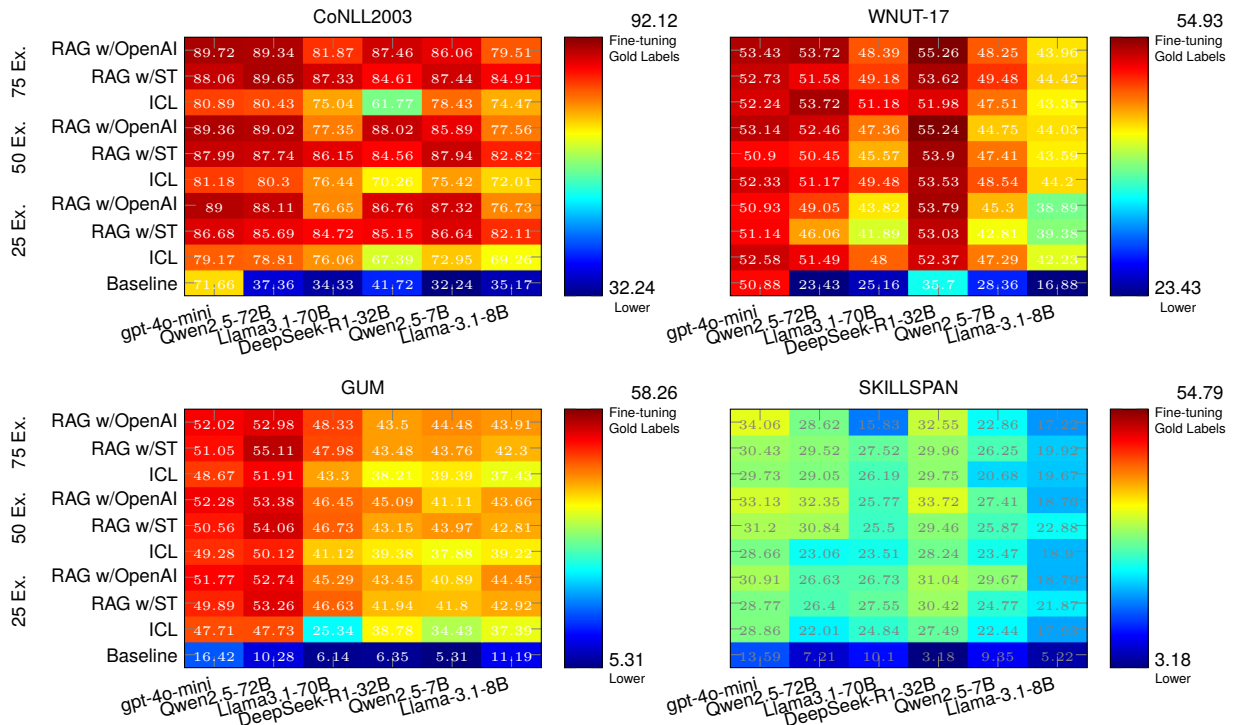 CoNLL2003
92.12
Fine-tuning
Gold Labels
75 Ex.
RAG w/OpenAI 89.72 89.34 81.87 87.46 86.06 79.51
RAG w/ST 88.06 89.65 87.33 84.61 87.44 84.91
ICL 80.89 80.43 75.04 61.77 78.43 74.47
50 Ex.
RAG w/OpenAI 89.36 89.02 77.35 88.02 85.89 77.56
RAG w/ST 87.99 87.74 86.15 84.56 87.94 82.82
ICL 81.18 80.3 76.44 70.26 75.42 72.01
25 Ex.
RAG w/OpenAI 89 88.11 76.65 86.76 87.32 76.73
RAG w/ST 86.68 85.69 84.72 85.15 86.64 82.11
ICL 79.17 78.81 76.06 67.39 72.95 69.26
Baseline 71.66 37.36 34.33 41.72 32.24 35.17
32.24
Lower
gpt-4o-mini
Qwen2.5-72B
Llama3.1-70B
DeepSeek-R1-32B
Qwen2.5-7B
Llama-3.1-8B
WNUT-17
54.93
Fine-tuning
Gold Labels
53.43 53.72 48.39 55.26 48.25 43.96
52.73 51.58 49.18 53.62 49.48 44.42
52.24 53.72 51.18 51.98 47.51 43.35
53.14 52.46 47.36 55.24 44.75 44.03
50.9 50.45 45.57 53.9 47.41 43.59
52.33 51.17 49.48 53.53 48.54 44.2
50.93 49.05 43.82 53.79 45.3 38.89
51.14 46.06 41.89 53.03 42.81 39.38
52.58 51.49 48 52.37 47.29 42.23
50.88 23.43 25.16 35.7 28.36 16.88
23.43
Lower
gpt-4o-mini
Qwen2.5-72B
Llama3.1-70B
DeepSeek-R1-32B
Qwen2.5-7B
Llama-3.1-8B
GUM
58.26
Fine-tuning
Gold Labels
75 Ex.
RAG w/OpenAI 52.02 52.98 48.33 43.5 44.48 43.91
RAG w/ST 51.05 55.11 47.98 43.48 43.76 42.3
ICL 48.67 51.91 43.3 38.21 39.39 37.43
50 Ex.
RAG w/OpenAI 52.28 53.38 46.45 45.09 41.11 43.66
RAG w/ST 50.56 54.06 46.73 43.15 43.97 42.81
ICL 49.28 50.12 41.12 39.38 37.88 39.22
25 Ex.
RAG w/OpenAI 51.77 52.74 45.29 43.45 40.89 44.45
RAG w/ST 49.89 53.26 46.63 41.94 41.8 42.92
ICL 47.71 47.73 25.34 38.78 34.43 37.39
Baseline 16.42 10.28 6.14 6.35 5.31 11.19
5.31
Lower
gpt-4o-mini
Qwen2.5-72B
Llama3.1-70B
DeepSeek-R1-32B
Qwen2.5-7B
Llama-3.1-8B
SKILLSPAN
54.79
Fine-tuning
Gold Labels
34.06 28.62 15.83 32.55 22.86 17.22
30.43 29.52 27.52 29.96 26.25 19.92
29.73 29.05 26.19 29.75 20.68 19.67
33.13 32.35 25.77 33.72 27.41 18.76
31.2 30.84 25.5 29.46 25.87 22.88
28.66 23.06 23.51 28.24 23.47 18.9
30.91 26.63 26.73 31.04 29.67 18.79
28.77 26.4 27.55 30.42 24.77 21.87
28.86 22.01 24.84 27.49 22.44
13.59 7.21 10.1 3.18 9.35 5.22
3.18
Lower
gpt-4o-mini
Qwen2.5-72B
Llama3.1-70B
DeepSeek-R1-32B
Qwen2.5-7B
Llama-3.1-8B